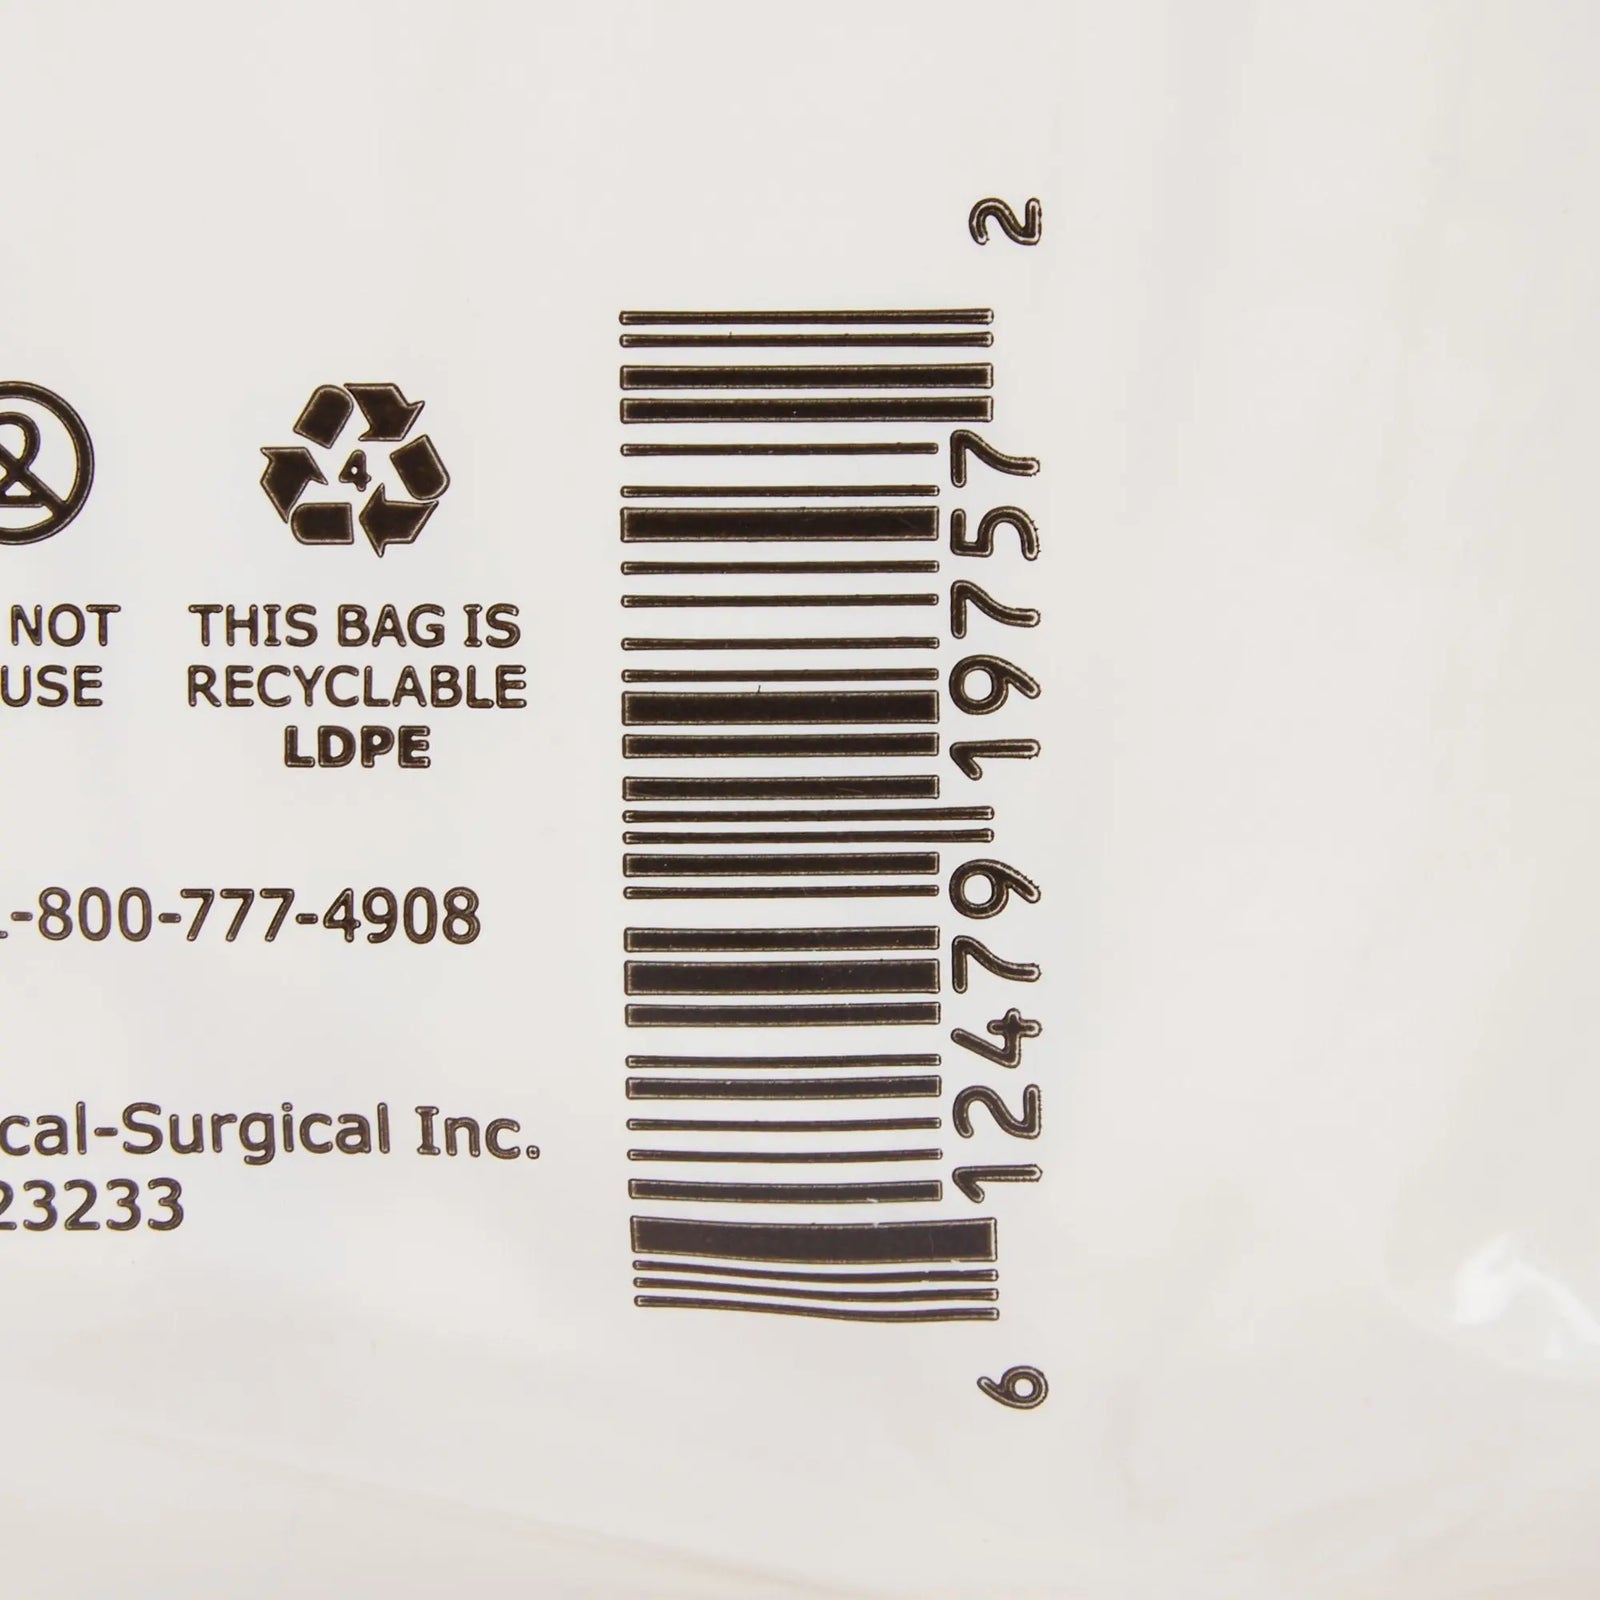 NOT
USE
4
THIS BAG IS
RECYCLABLE
LDPE
1-800-777-4908
cal-Surgical Inc.
23233
6 12479 19757 2